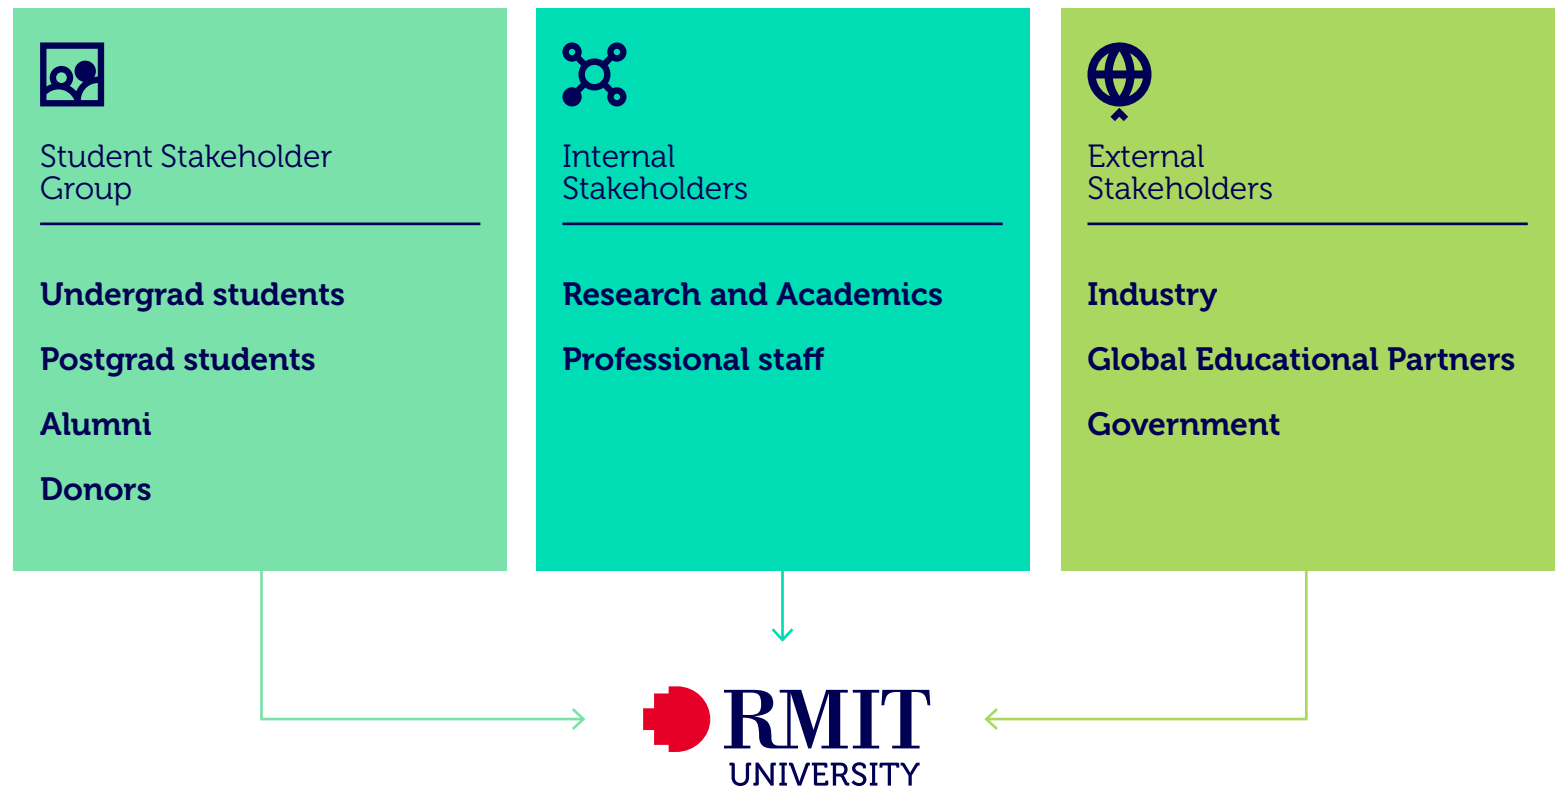 Student Stakeholder
Group
Undergrad students
Postgrad students
Alumni
Donors
Internal
Stakeholders
Research and Academics
Professional staff
External
Stakeholders
Industry
Global Educational Partners
Government
RMIT
UNIVERSITY